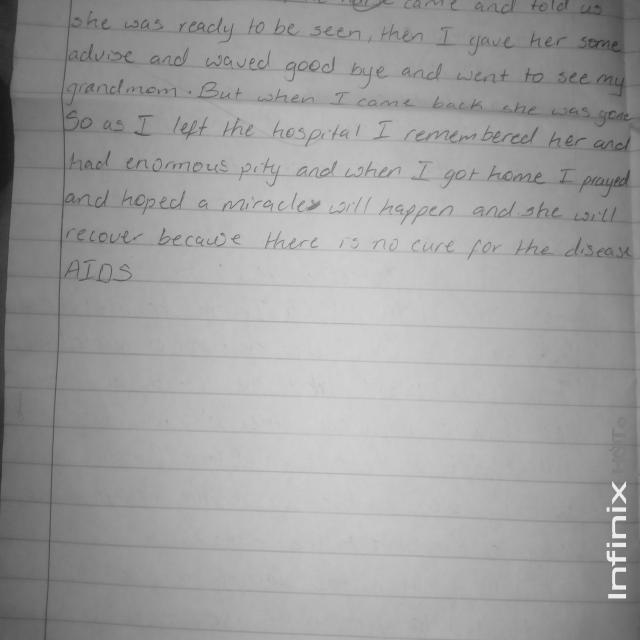 came and told us
she was ready to be seen, then I gave her some
advise and waved good bye and went to see my
grandmom. But when I came back she was gone
So as I left the hospital I remembered her and
had enormous pity and when I got home I prayed
and hoped a miracle will happen and she will
recover because there is no cure for the disease
AIDS
Infinix